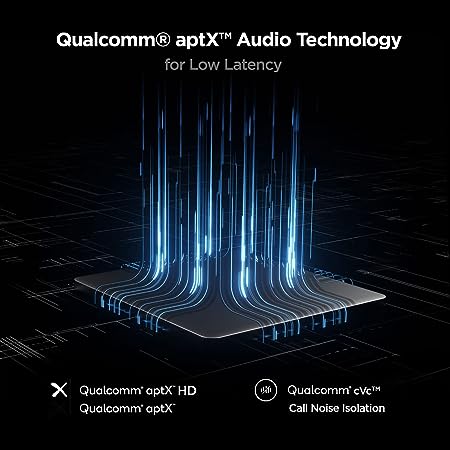 Qualcomm® aptX™ Audio Technology
for Low Latency
Qualcomm® aptX™ HD
Qualcomm® aptX™
Qualcomm® cVc™
Call Noise Isolation